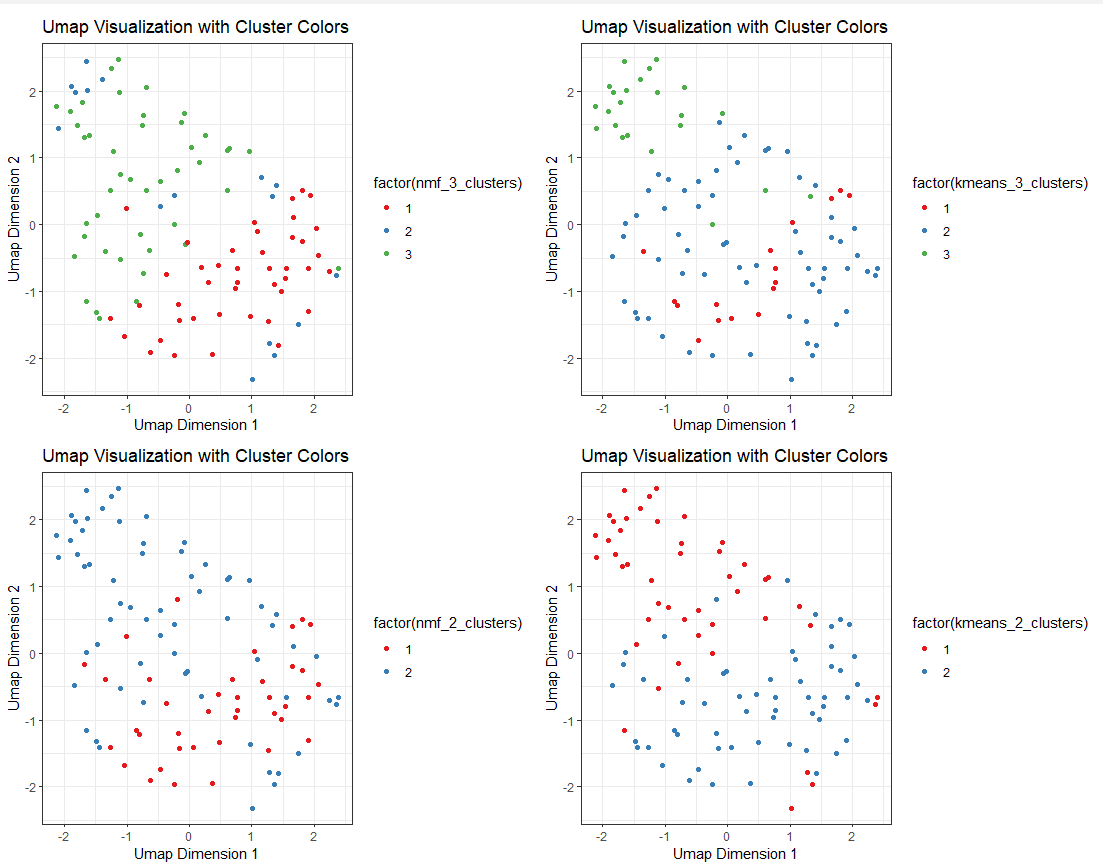 Umap Visualization with Cluster Colors
Umap Dimension 2
2
1
0
-1
-2
-2 -1 0 1 2
Umap Dimension 1
factor(nmf_3_clusters)
1
2
3
Umap Visualization with Cluster Colors
Umap Dimension 2
2
1
0
-1
-2
-2 -1 0 1 2
Umap Dimension 1
factor(kmeans_3_clusters)
1
2
3
Umap Visualization with Cluster Colors
Umap Dimension 2
2
1
0
-1
-2
-2 -1 0 1 2
Umap Dimension 1
factor(nmf_2_clusters)
1
2
Umap Visualization with Cluster Colors
Umap Dimension 2
2
1
0
-1
-2
-2 -1 0 1 2
Umap Dimension 1
factor(kmeans_2_clusters)
1
2